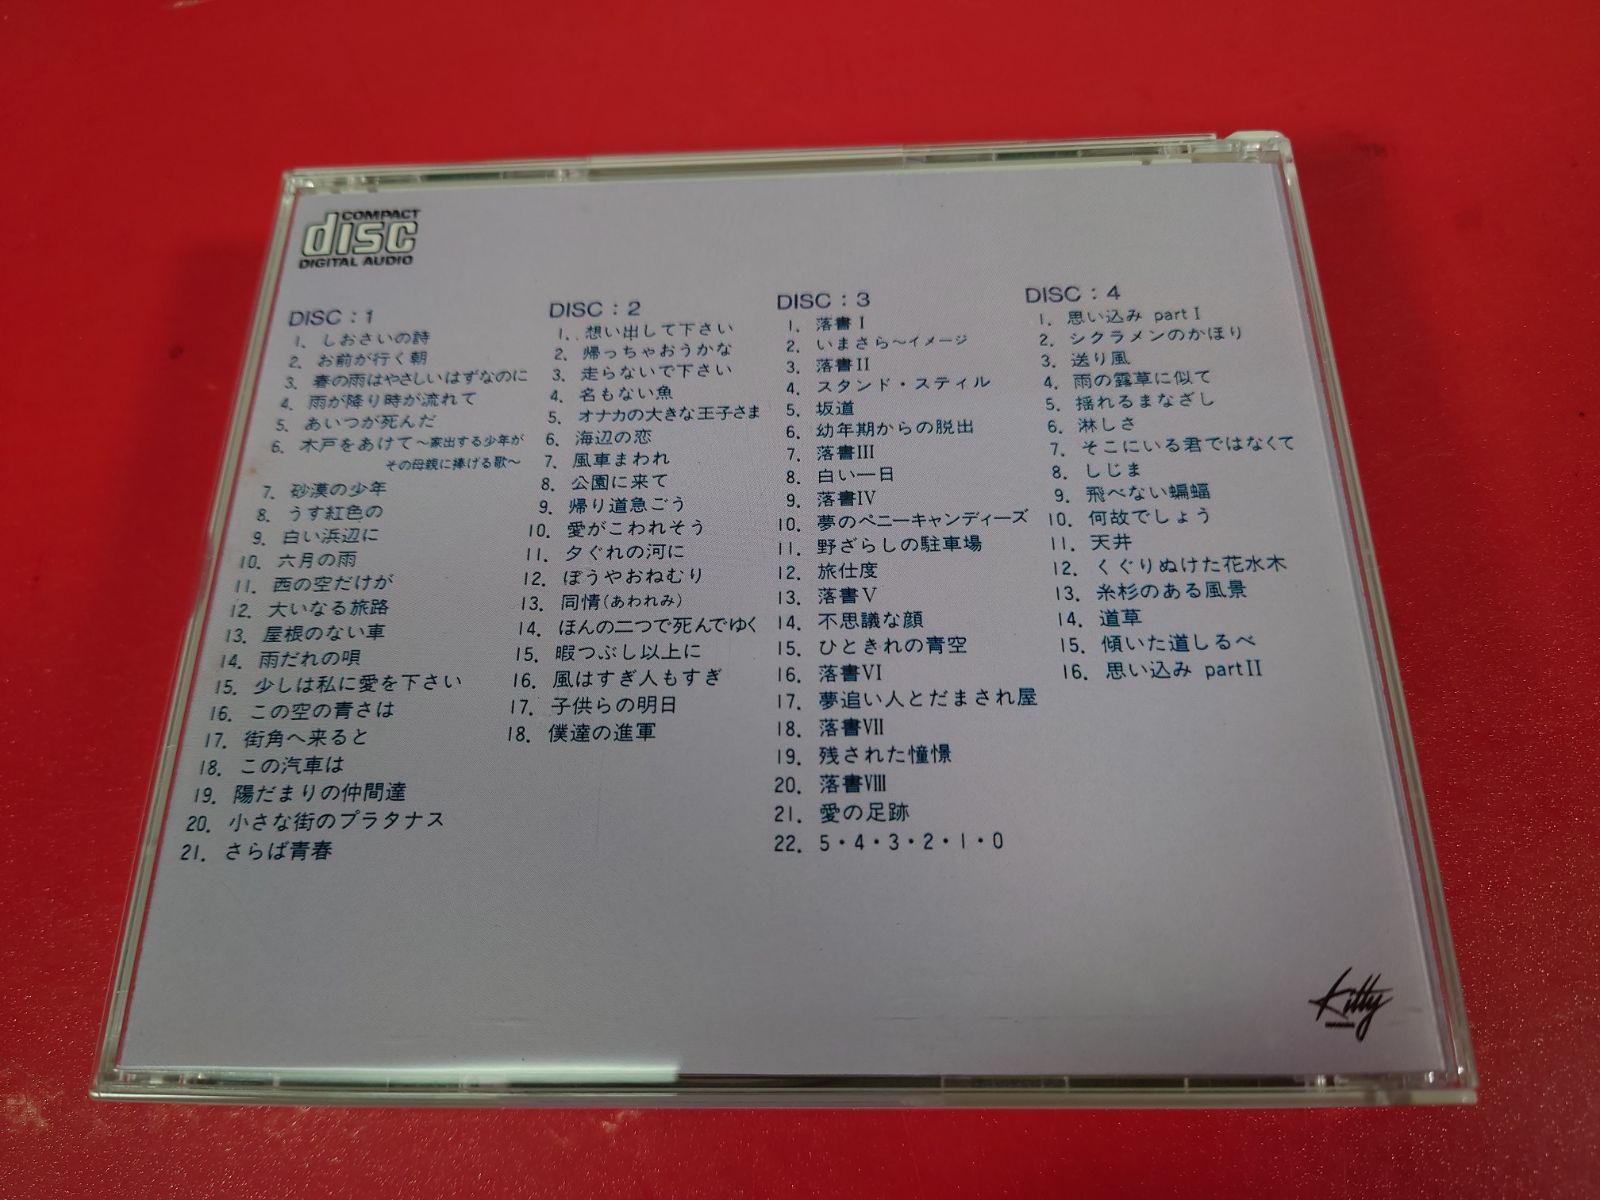 COMPACT
disc
DIGITAL AUDIO
DISC：1
1. しおさいの詩
2. お前が行く朝
3. 春の雨はやさしいはずなのに
4. 雨が降り時が流れて
5. あいつが死んだ
6. 木戸をあけて〜家出する少年が
その母親に捧げる歌〜
7. 砂漠の少年
8. うす紅色の
9. 白い浜辺に
10. 六月の雨
11. 西の空だけが
12. 大いなる旅路
13. 屋根のない車
14. 雨だれの唄
15. 少しは私に愛を下さい
16. この空の青さは
17. 街角へ来ると
18. この汽車は
19. 陽だまりの仲間達
20. 小さな街のプラタナス
21. さらば青春
DISC：2
1. 想い出して下さい
2. 帰っちゃおうかな
3. 走らないで下さい
4. 名もない魚
5. オナカの大きな王子さま
6. 海辺の恋
7. 風車まわれ
8. 公園に来て
9. 帰り道急ごう
10. 愛がこわれそう
11. 夕ぐれの河に
12. ぼうやおねむり
13. 同情(あわれみ)
14. ほんの二つで死んでゆく
15. 暇つぶし以上に
16. 風はすぎ人もすぎ
17. 子供らの明日
18. 僕達の進軍
DISC：3
1. 落書Ⅰ
2. いまさら〜イメージ
3. 落書Ⅱ
4. スタンド・スティル
5. 坂道
6. 幼年期からの脱出
7. 落書Ⅲ
8. 白い一日
9. 落書Ⅳ
10. 夢のペニーキャンディーズ
11. 野ざらしの駐車場
12. 旅仕度
13. 落書Ⅴ
14. 不思議な顔
15. ひときれの青空
16. 落書Ⅵ
17. 夢追い人とだまされ屋
18. 落書Ⅶ
19. 残された憧憬
20. 落書Ⅷ
21. 愛の足跡
22. 5・4・3・2・1・0
DISC：4
1. 思い込み partⅠ
2. シクラメンのかほり
3. 送り風
4. 雨の露草に似て
5. 揺れるまなざし
6. 淋しさ
7. そこにいる君ではなくて
8. しじま
9. 飛べない蝙蝠
10. 何故でしょう
11. 天井
12. くぐりぬけた花水木
13. 糸杉のある風景
14. 道草
15. 傾いた道しるべ
16. 思い込み partⅡ
Kitty